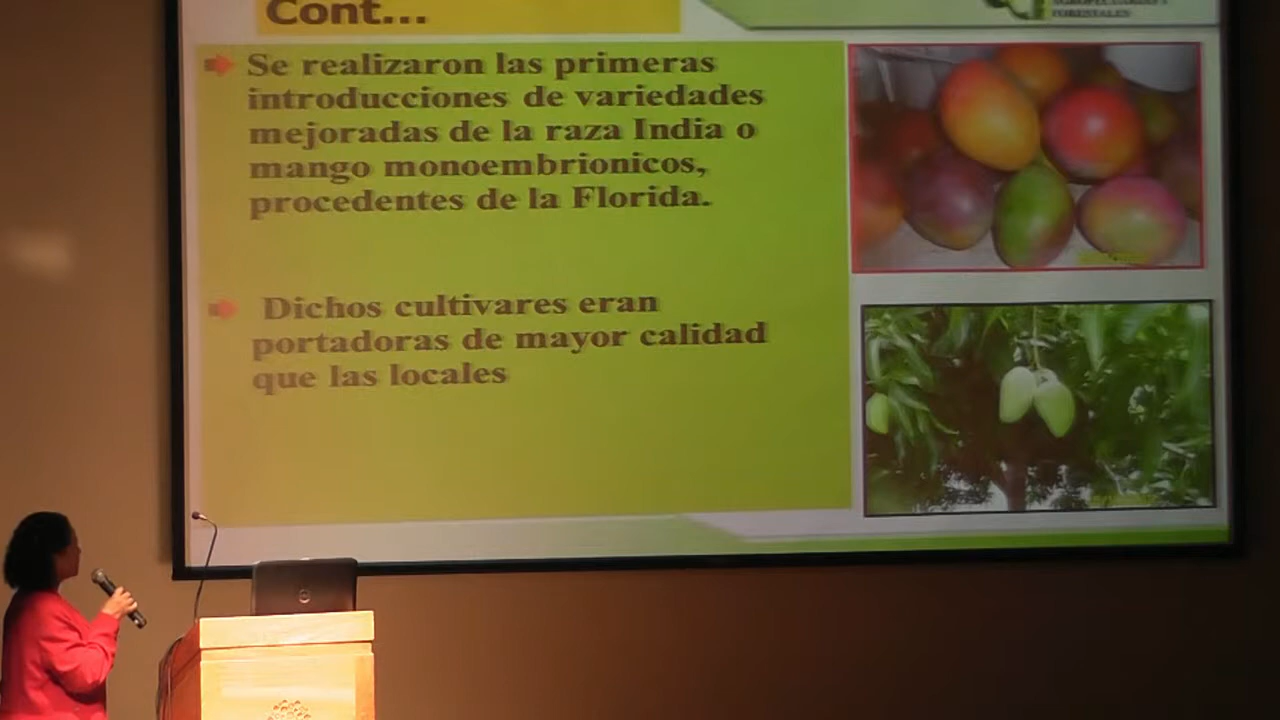 Cont...
FORESTALES
Se realizaron las primeras
introducciones de variedades
mejoradas de la raza India o
mango monoembrionicos,
procedentes de la Florida.
Dichos cultivares eran
portadoras de mayor calidad
que las locales